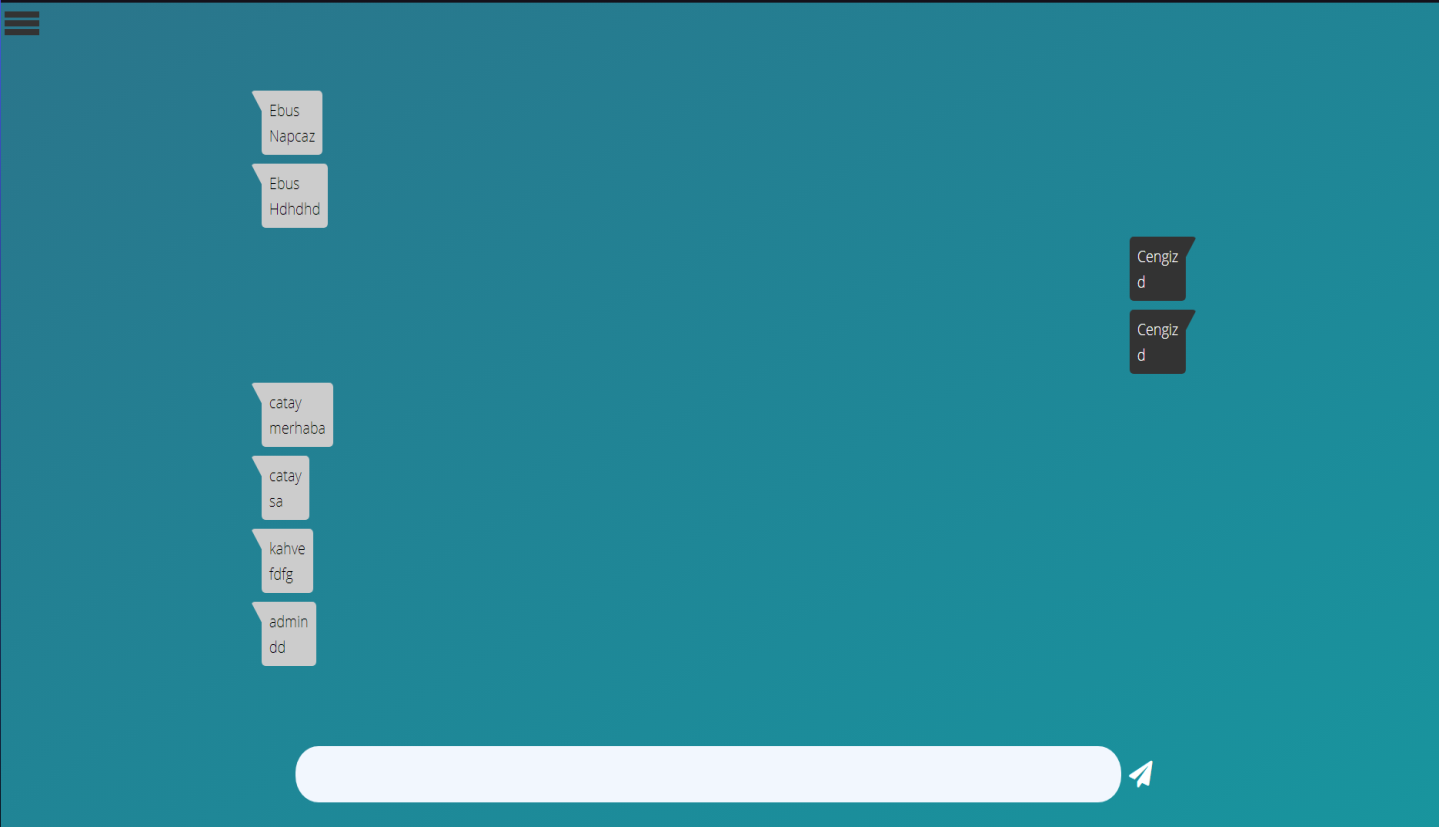 Ebus
Napcaz
Ebus
Hdhdhd
Cengiz
d
Cengiz
d
catay
merhaba
catay
sa
kahve
fdfg
admin
dd